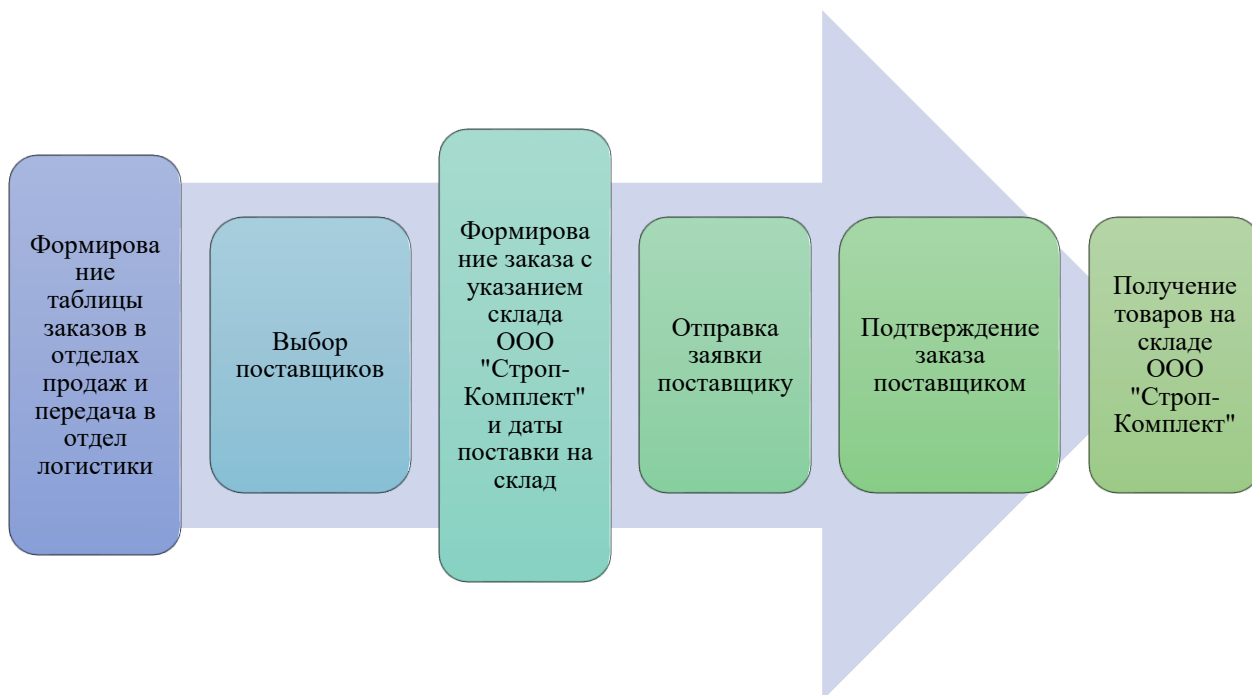 Формирова
ние
таблицы
заказов в
отделах
продаж и
передача в
отдел
логистики
Выбор
поставщиков
Формирова
ние заказа с
указанием
склада
ООО
"Строп-
Комплект"
и даты
поставки на
склад
Отправка
заявки
поставщику
Подтверждение
заказа
поставщиком
Получение
товаров на
складе
ООО
"Строп-
Комплект"